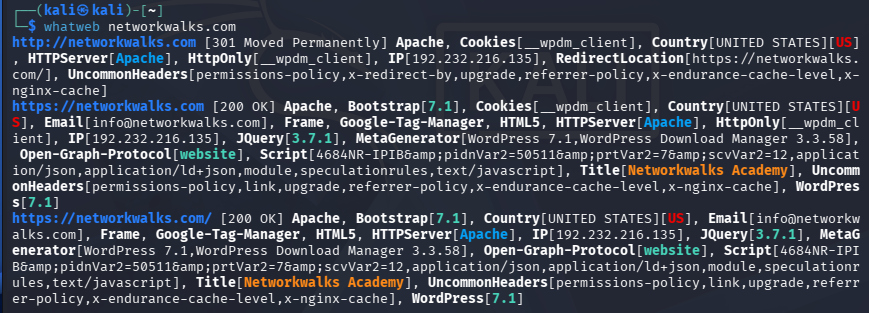 ┌──(kali㉿kali)-[~]
└─$ whatweb networkwalks.com
http://networkwalks.com [301 Moved Permanently] Apache, Cookies[__wpdm_client], Country[UNITED STATES][US]
, HTTPServer[Apache], HttpOnly[__wpdm_client], IP[192.232.216.135], RedirectLocation[https://networkwalks.
com/], UncommonHeaders[permissions-policy,x-redirect-by,upgrade,referrer-policy,x-endurance-cache-level,x-
nginx-cache]
https://networkwalks.com [200 OK] Apache, Bootstrap[7.1], Cookies[__wpdm_client], Country[UNITED STATES][U
S], Email[info@networkwalks.com], Frame, Google-Tag-Manager, HTML5, HTTPServer[Apache], HttpOnly[__wpdm_cl
ient], IP[192.232.216.135], JQuery[3.7.1], MetaGenerator[WordPress 7.1,WordPress Download Manager 3.3.58],
Open-Graph-Protocol[website], Script[4684NR-IPIB&amp;pidnVar2=50511&amp;prtVar2=7&amp;scvVar2=12,applicat
ion/json,application/ld+json,module,speculationrules,text/javascript], Title[Networkwalks Academy], Uncomm
onHeaders[permissions-policy,link,upgrade,referrer-policy,x-endurance-cache-level,x-nginx-cache], WordPres
s[7.1]
https://networkwalks.com/ [200 OK] Apache, Bootstrap[7.1], Country[UNITED STATES][US], Email[info@networkw
alks.com], Frame, Google-Tag-Manager, HTML5, HTTPServer[Apache], IP[192.232.216.135], JQuery[3.7.1], MetaG
enerator[WordPress 7.1,WordPress Download Manager 3.3.58], Open-Graph-Protocol[website], Script[4684NR-IPI
B&amp;pidnVar2=50511&amp;prtVar2=7&amp;scvVar2=12,application/json,application/ld+json,module,speculationr
ules,text/javascript], Title[Networkwalks Academy], UncommonHeaders[permissions-policy,link,upgrade,referr
er-policy,x-endurance-cache-level,x-nginx-cache], WordPress[7.1]